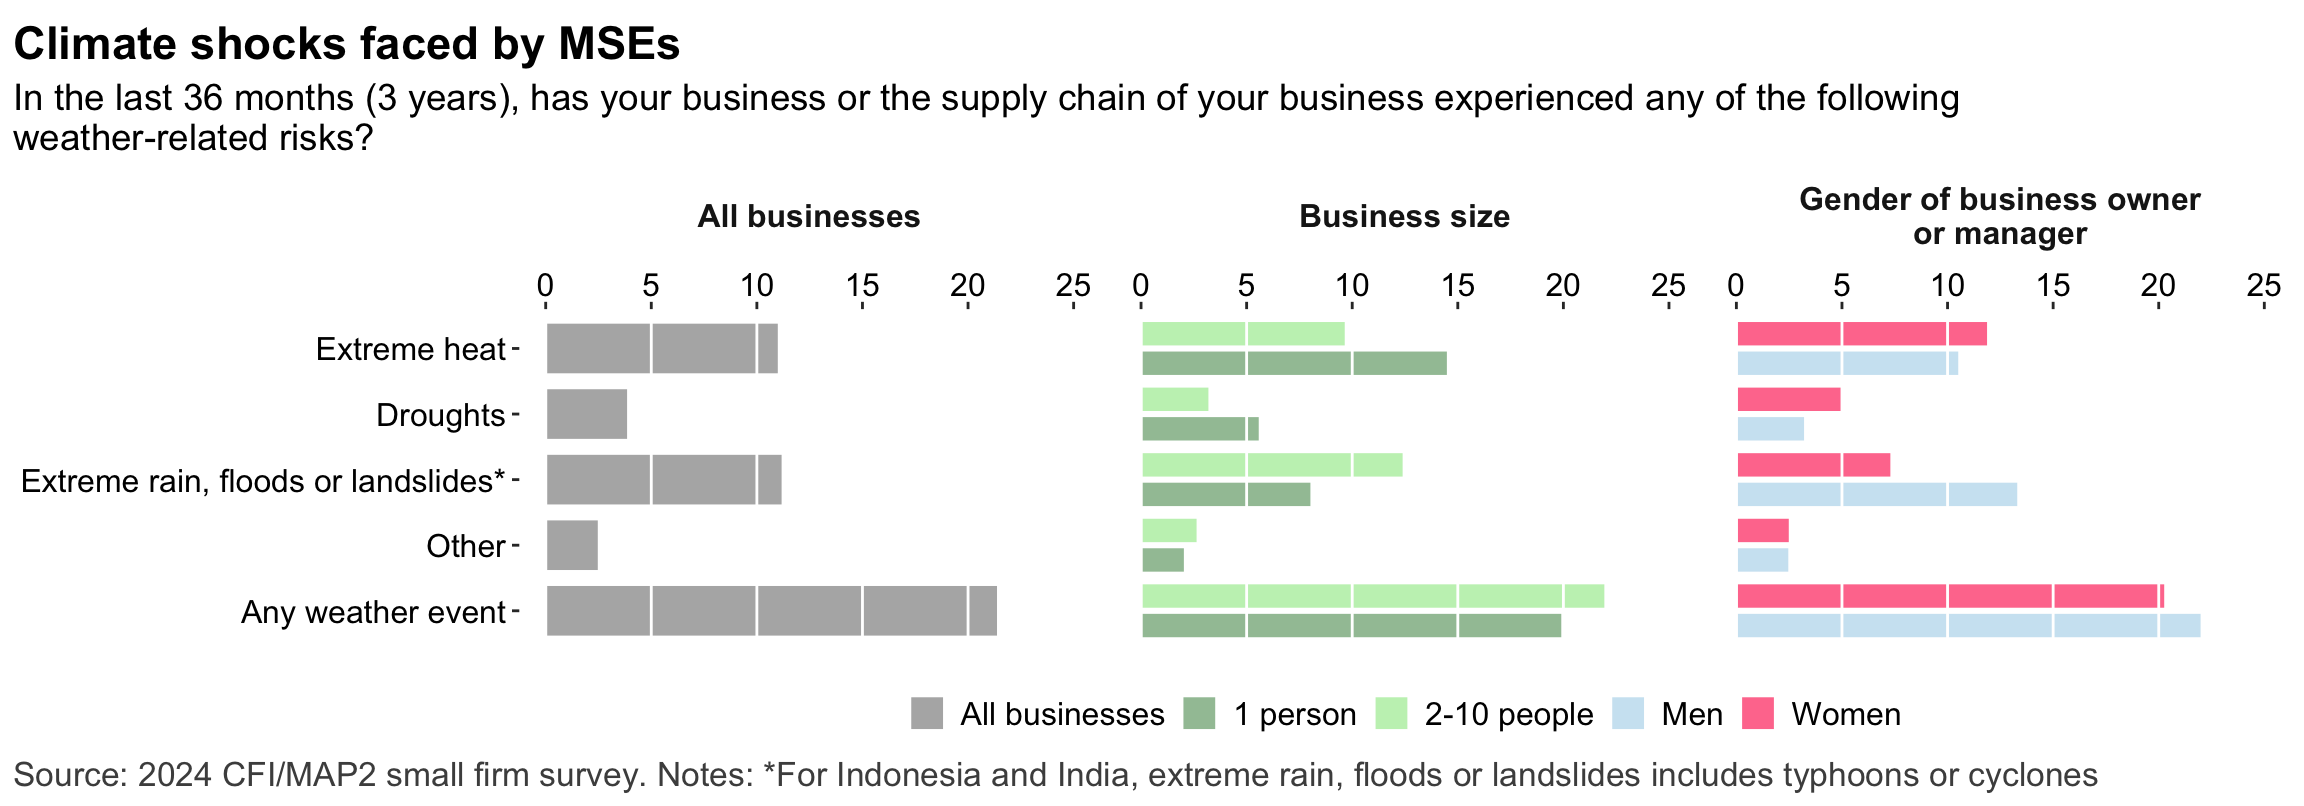 Climate shocks faced by MSEs
In the last 36 months (3 years), has your business or the supply chain of your business experienced any of the following
weather-related risks?
All businesses
Business size
Gender of business owner
or manager
0 5 10 15 20 25 0 5 10 15 20 25 0 5 10 15 20 25
Extreme heat
Droughts
Extreme rain, floods or landslides*
Other
Any weather event
All businesses 1 person 2-10 people Men Women
Source: 2024 CFI/MAP2 small firm survey. Notes: *For Indonesia and India, extreme rain, floods or landslides includes typhoons or cyclones